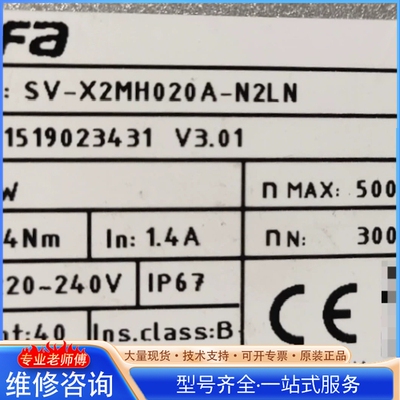 fa
: SV-X2MH020A-N2LN
1519023431 V3.01
W
n MAX: 500
4Nm
In: 1.4A
n N: 300
20~240V
IP67
CE
nt:40
Ins.class:B
专业老师傅
大量现货·技术支持·可开专票·原装正品
维修咨询
型号齐全·一站式服务